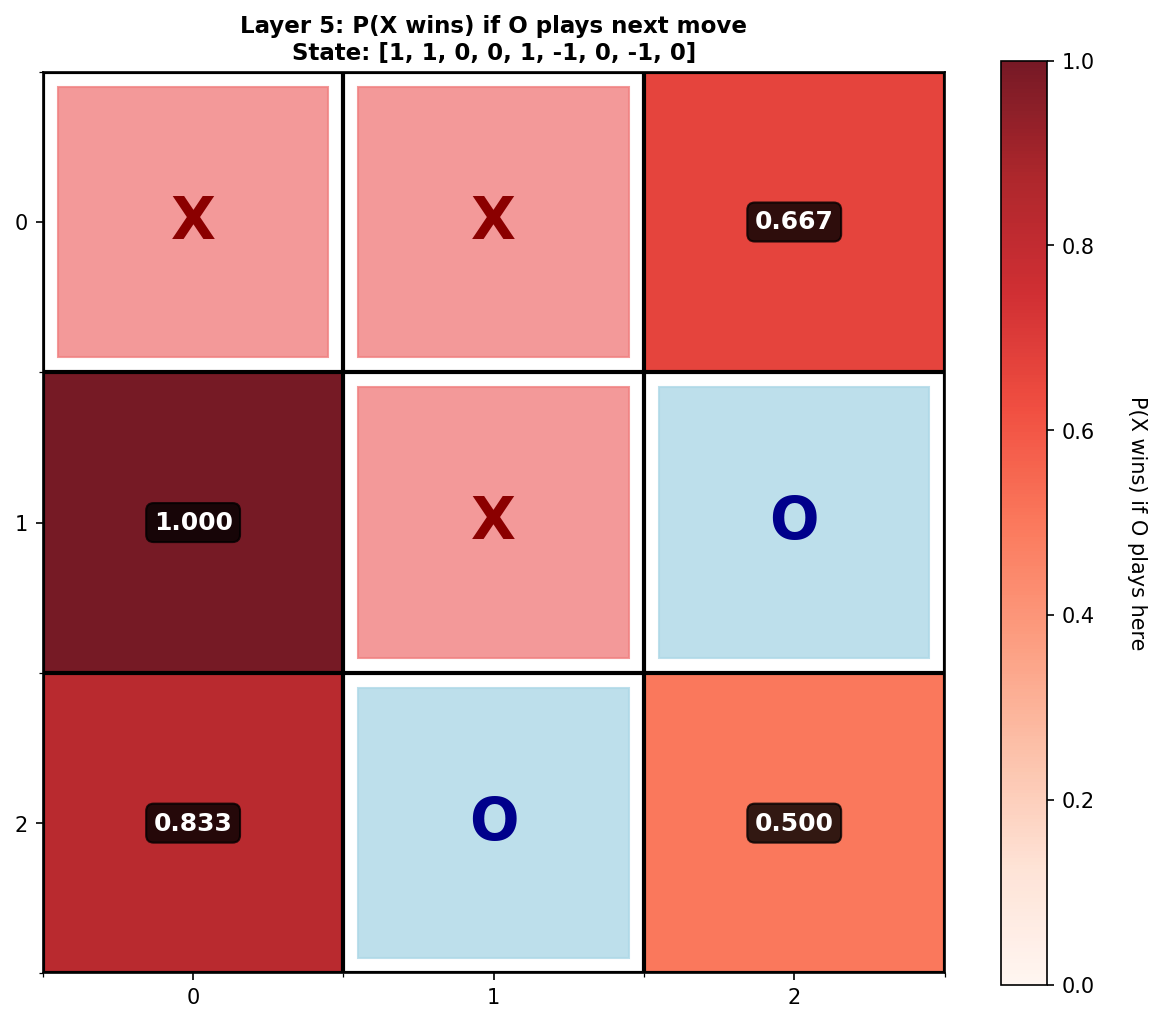 Layer 5: P(X wins) if O plays next move
State: [1, 1, 0, 0, 1, -1, 0, -1, 0]
0
X
X
0.667
1
1.000
X
O
2
0.833
O
0.500
0
1
2
1.0
0.8
0.6
0.4
0.2
0.0
P(X wins) if O plays here